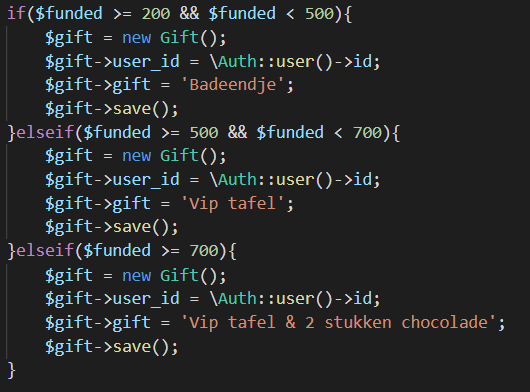 if($funded >= 200 && $funded < 500){
    $gift = new Gift();
    $gift->user_id = \Auth::user()->id;
    $gift->gift = 'Badeendje';
    $gift->save();
}elseif($funded >= 500 && $funded < 700){
    $gift = new Gift();
    $gift->user_id = \Auth::user()->id;
    $gift->gift = 'Vip tafel';
    $gift->save();
}elseif($funded >= 700){
    $gift = new Gift();
    $gift->user_id = \Auth::user()->id;
    $gift->gift = 'Vip tafel & 2 stukken chocolade';
    $gift->save();
}